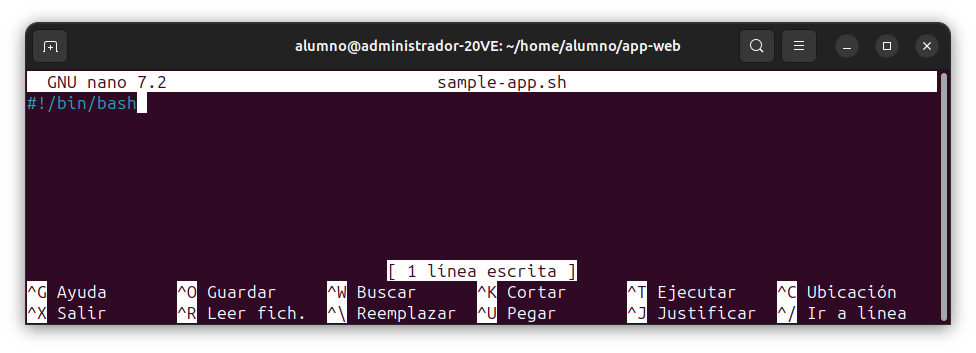 alumno@administrador-20VE: ~/home/alumno/app-web
GNU nano 7.2 sample-app.sh
#!/bin/bash
[ 1 línea escrita ]
^G Ayuda ^O Guardar ^W Buscar ^K Cortar ^T Ejecutar ^C Ubicación
^X Salir ^R Leer fich. ^\ Reemplazar ^U Pegar ^J Justificar ^/ Ir a línea